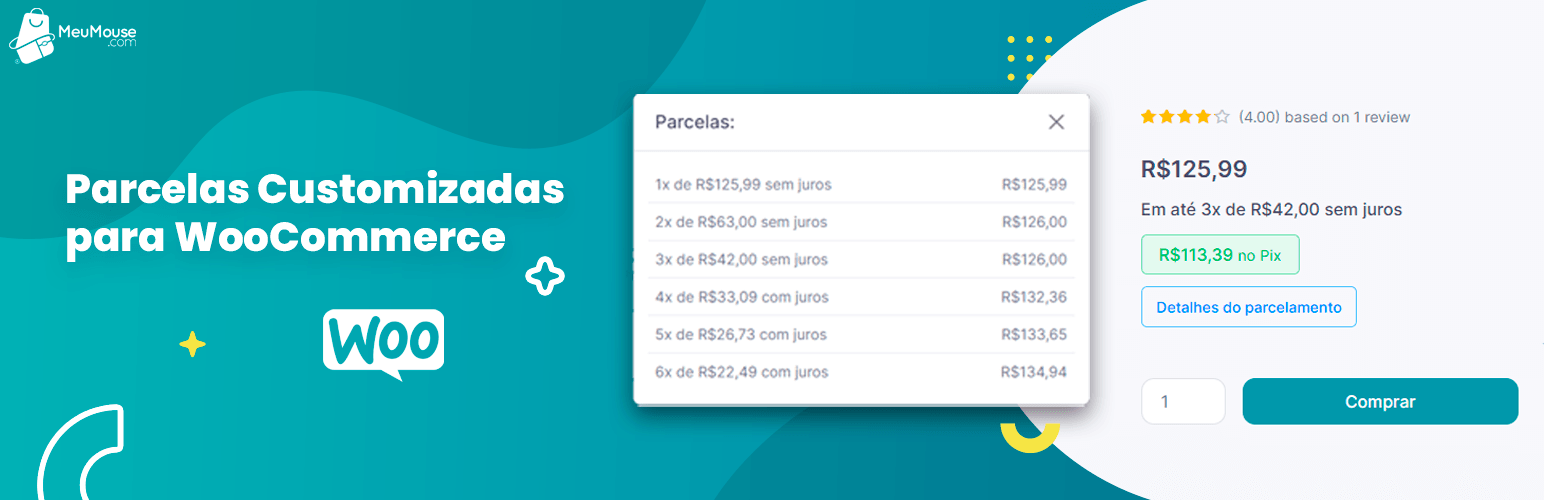 MeuMouse
.com
Parcelas Customizadas
para WooCommerce
Woo
Parcelas:
1x de R$125,99 sem juros R$125,99
2x de R$63,00 sem juros R$126,00
3x de R$42,00 sem juros R$126,00
4x de R$33,09 com juros R$132,36
5x de R$26,73 com juros R$133,65
6x de R$22,49 com juros R$134,94
(4.00) based on 1 review
R$125,99
Em até 3x de R$42,00 sem juros
R$113,39 no Pix
Detalhes do parcelamento
1 Comprar